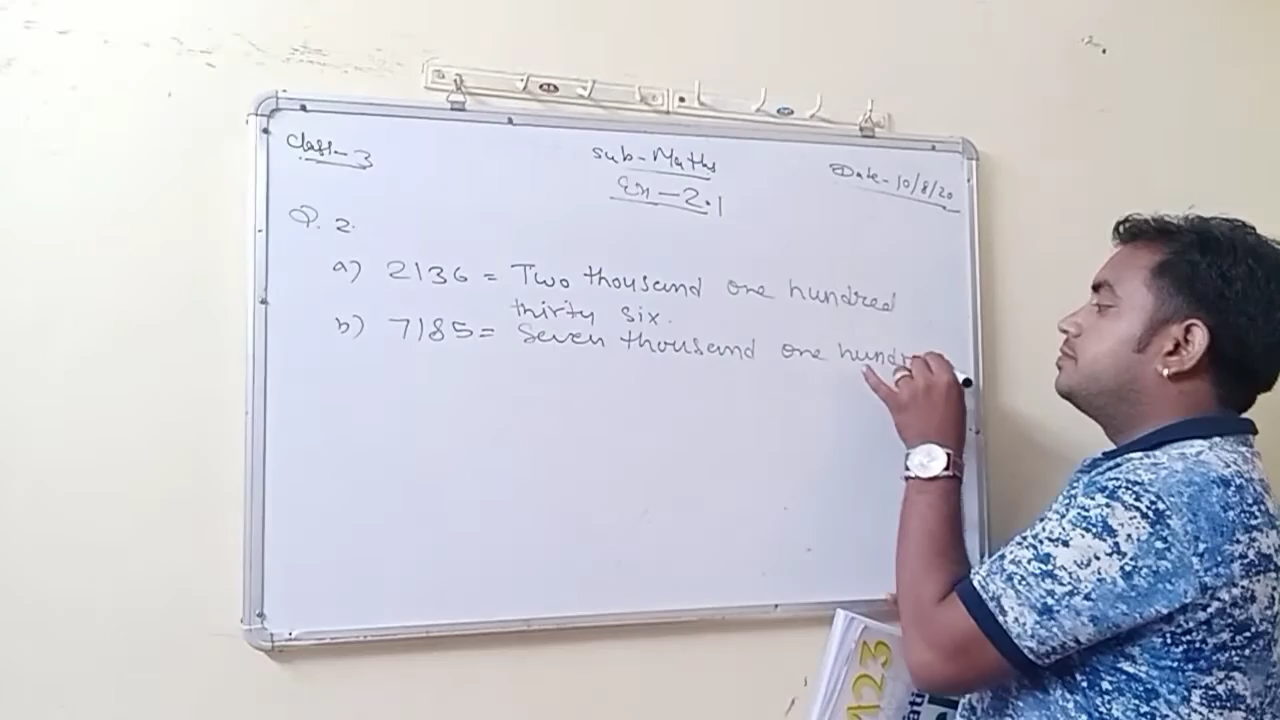 Class-3
Sub-Maths
Date-10/8/20
Ex-2.1
Q. 2.
a) 2136 = Two thousand one hundred
thirty six.
b) 7185= Seven thousand one hundr
123